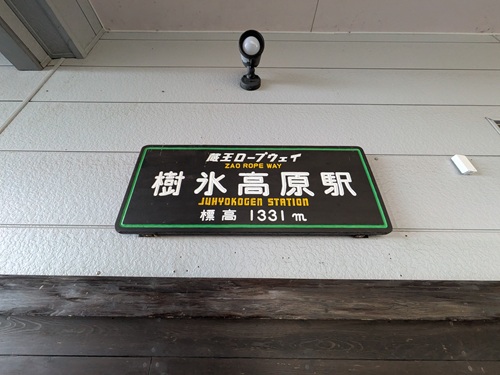 蔵王ロープウェイ
ZAO ROPE WAY
樹氷高原駅
JUHYOKOGEN STATION
標高 1331m